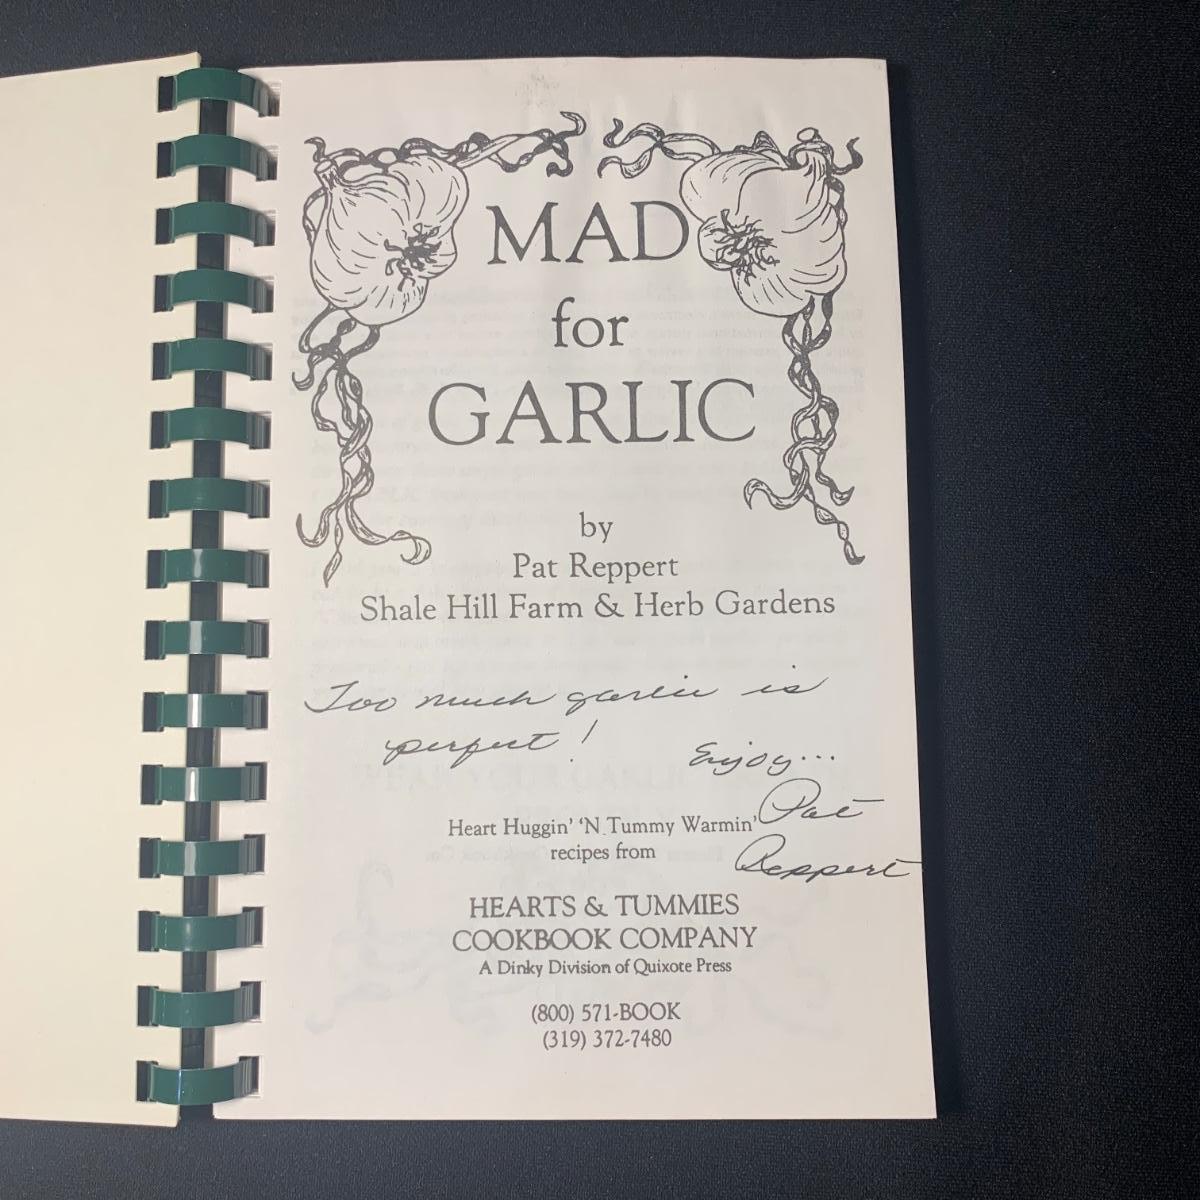 MAD
for
GARLIC
by
Pat Reppert
Shale Hill Farm & Herb Gardens
Too much garlic is
perfect!
Enjoy...
Pat
Reppert
Heart Huggin' 'N Tummy Warmin'
recipes from
HEARTS & TUMMIES
COOKBOOK COMPANY
A Dinky Division of Quixote Press
(800) 571-BOOK
(319) 372-7480